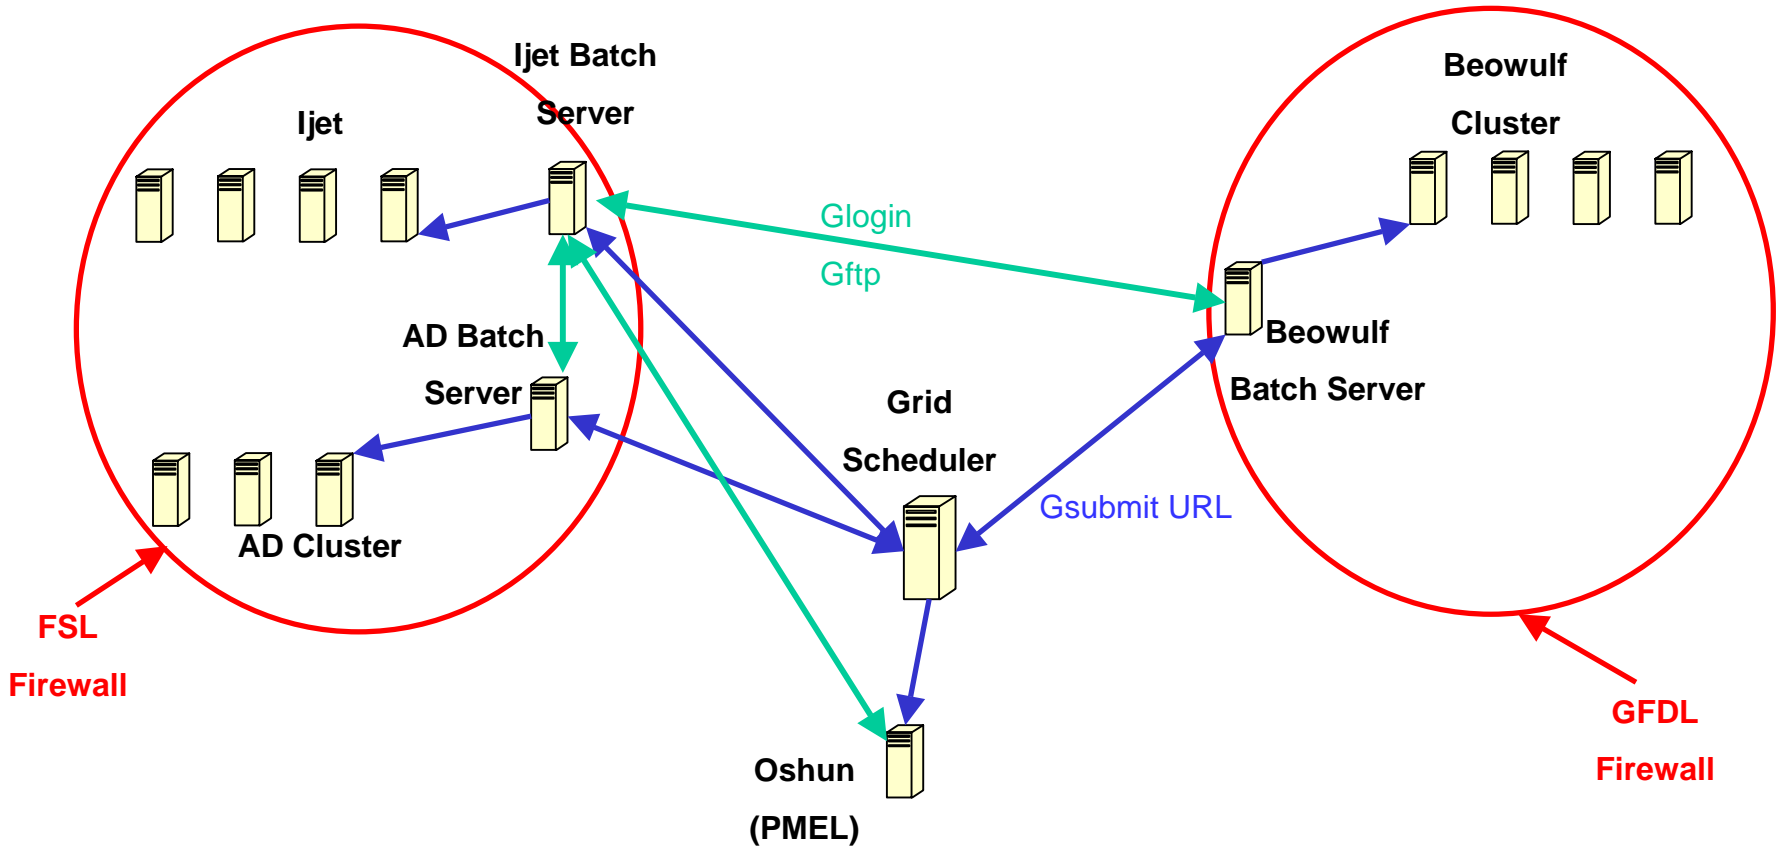 Ijet Batch
Server
Ijet
Beowulf
Cluster
Glogin
Gftp
AD Batch
Server
Beowulf
Batch Server
Grid
Scheduler
Gsubmit URL
AD Cluster
FSL
Firewall
GFDL
Firewall
Oshun
(PMEL)